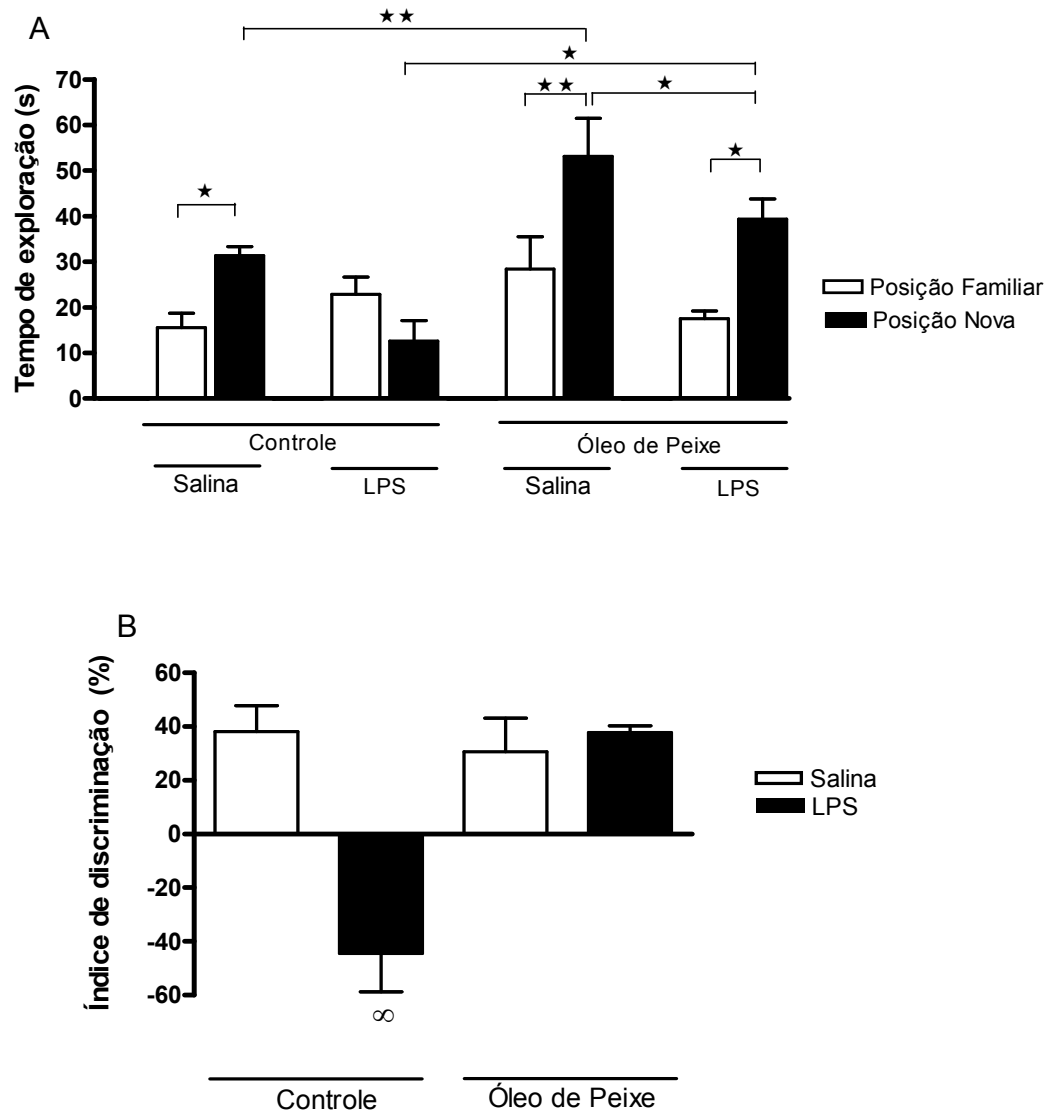 A
★★
★
★★
★
★
★
Tempo de exploração (s)
70
60
50
40
30
20
10
0
Posição Familiar
Posição Nova
Controle
Óleo de Peixe
Salina
LPS
Salina
LPS
B
Índice de discriminação (%)
60
40
20
0
-20
-40
-60
∞
Salina
LPS
Controle
Óleo de Peixe